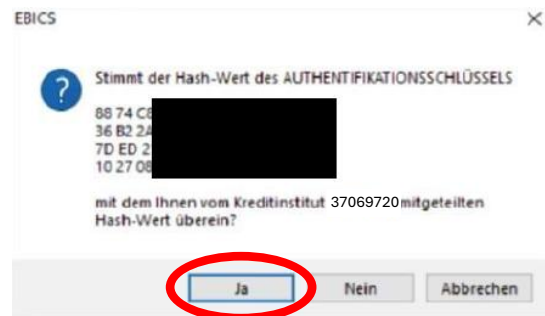 EBICS
?
Stimmt der Hash-Wert des AUTHENTIFIKATIONSSCHLÜSSELS
88 74 C8
36 B2 2A
7D ED 2
10 27 08
mit dem Ihnen vom Kreditinstitut 37069720 mitgeteilten
Hash-Wert überein?
Ja Nein Abbrechen